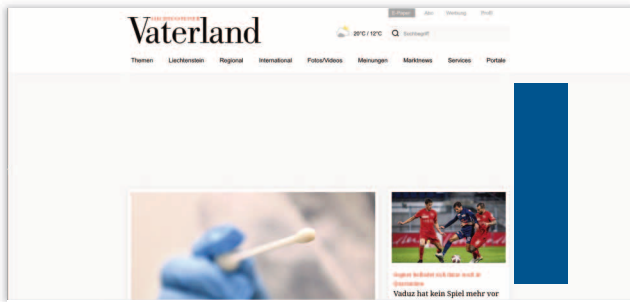 E-Paper Abo Werbung Profil
Vaterland
20°C / 12°C
Suchbegriff
Themen Liechtenstein Regional International Fotos/Videos Meinungen Marktnews Services Portale
Vaduz hat kein Spiel mehr vor